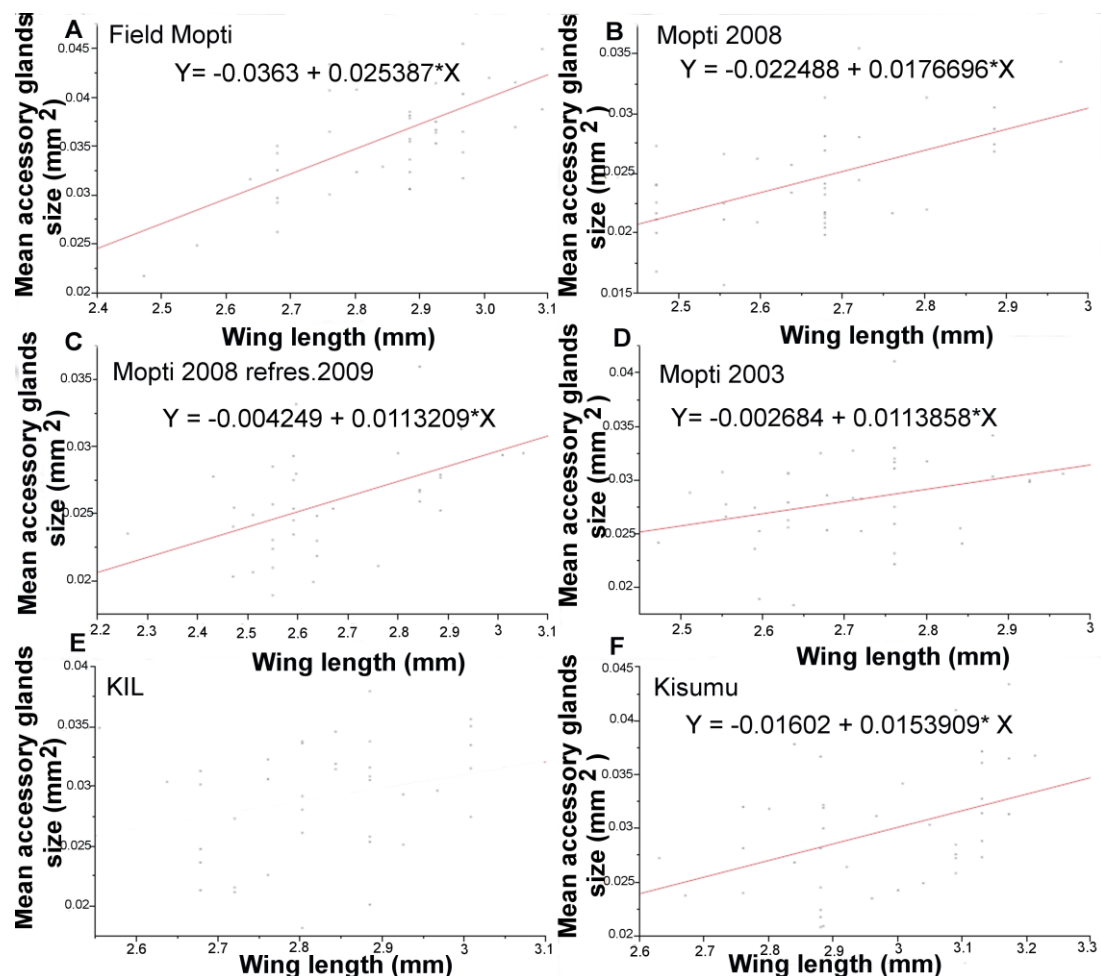 A
Field Mopti
Y= -0.0363 + 0.025387*X
Mean accessory glands
size (mm 2 )
0.045
0.04
0.035
0.03
0.025
0.02
2.4 2.5 2.6 2.7 2.8 2.9 3.0 3.1
Wing length (mm)
B
Mopti 2008
Y = -0.022488 + 0.0176696*X
Mean accessory glands
size (mm 2 )
0.035
0.03
0.025
0.02
0.015
2.5 2.6 2.7 2.8 2.9 3
Wing length (mm)
C
Mopti 2008 refres.2009
Y = -0.004249 + 0.0113209*X
Mean accessory glands
size (mm 2 )
0.035
0.03
0.025
0.02
2.2 2.3 2.4 2.5 2.6 2.7 2.8 2.9 3.0 3.1
Wing length (mm)
D
Mopti 2003
Y= -0.002684 + 0.0113858*X
Mean accessory glands
size (mm 2 )
0.04
0.035
0.03
0.025
0.02
2.5 2.6 2.7 2.8 2.9 3
Wing length (mm)
E
KIL
Mean accessory glands
size (mm2)
0.04
0.035
0.03
0.025
0.02
2.6 2.7 2.8 2.9 3 3.1
Wing length (mm)
F
Kisumu
Y = -0.01602 + 0.0153909* X
Mean accessory glands
size (mm 2 )
0.045
0.04
0.035
0.03
0.025
0.02
2.6 2.7 2.8 2.9 3 3.1 3.2 3.3
Wing length (mm)